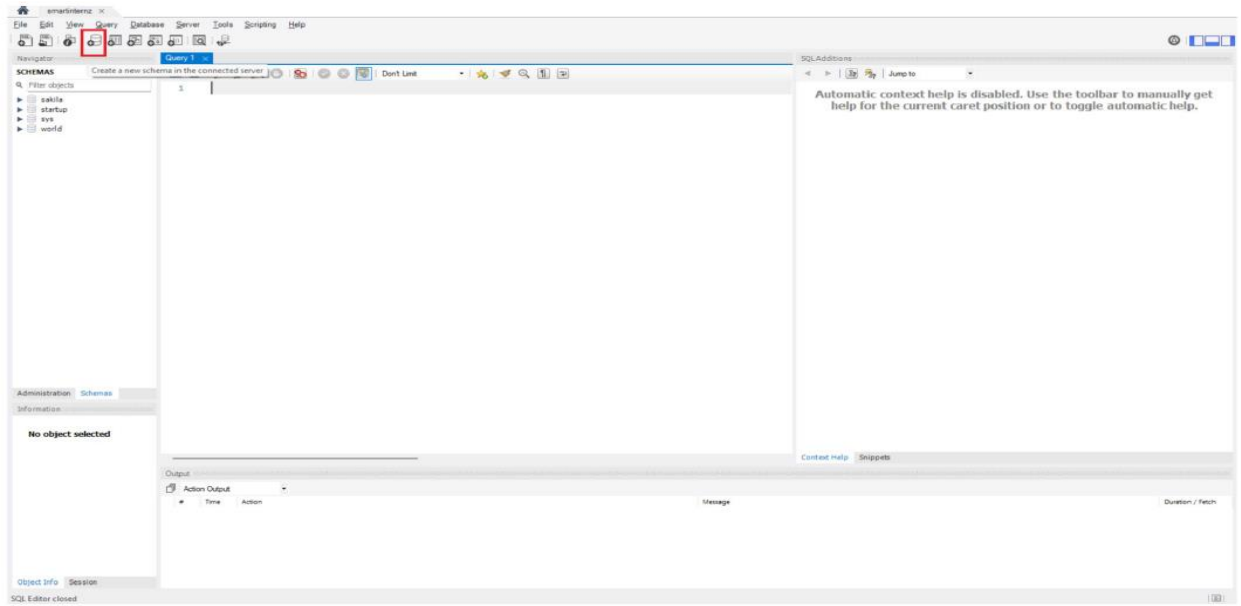 smartinternz ×
File Edit View Query Database Server Tools Scripting Help
Navigator
Query 1 ×
SQLAdditions
SCHEMAS
Create a new schema in the connected server
Don't Limit
Jump to
Filter objects
1
sakila
startup
sys
world
Automatic context help is disabled. Use the toolbar to manually get
help for the current caret position or to toggle automatic help.
Administration Schemas
Information
No object selected
Context Help Snippets
Output
Action Output
# Time Action Message Duration / Fetch
Object Info Session
SQL Editor closed